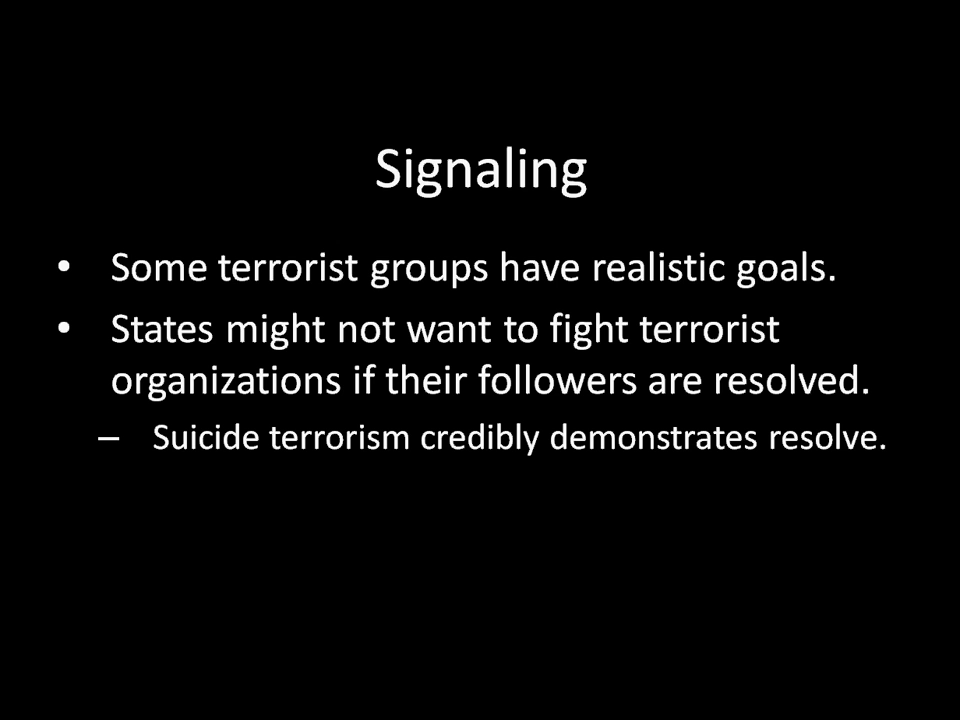 Signaling
• Some terrorist groups have realistic goals.
• States might not want to fight terrorist
organizations if their followers are resolved.
– Suicide terrorism credibly demonstrates resolve.